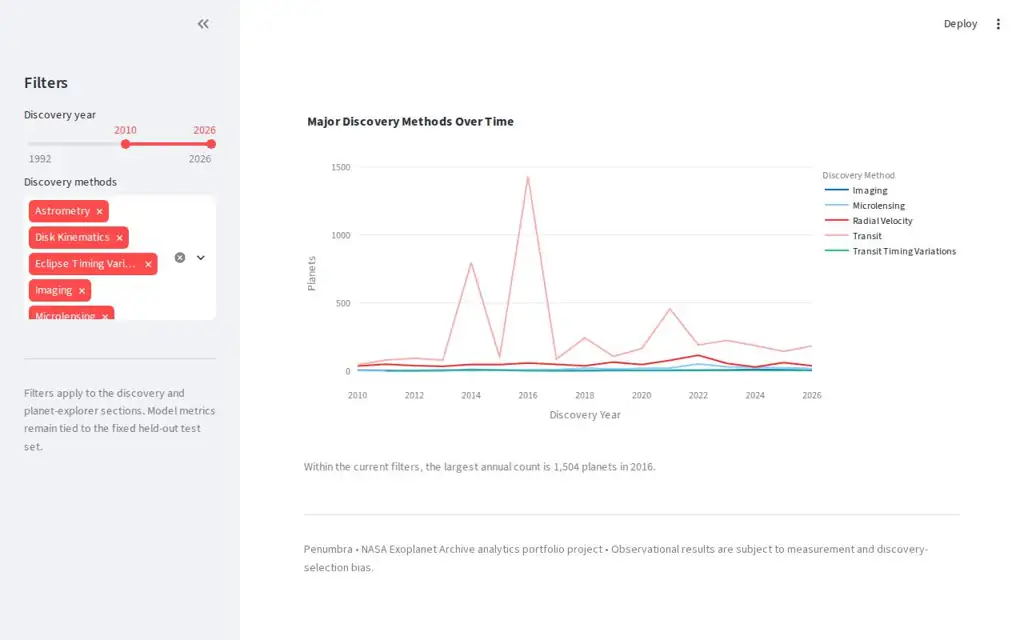 Deploy
Filters
Discovery year
2010 2026
1992 2026
Discovery methods
Astrometry
Disk Kinematics
Eclipse Timing Vari...
Imaging
Microlensing
Filters apply to the discovery and
planet-explorer sections. Model metrics
remain tied to the fixed held-out test
set.
Major Discovery Methods Over Time
1500
1000
500
0
Planets
2010 2012 2014 2016 2018 2020 2022 2024 2026
Discovery Year
Discovery Method
Imaging
Microlensing
Radial Velocity
Transit
Transit Timing Variations
Within the current filters, the largest annual count is 1,504 planets in 2016.
Penumbra • NASA Exoplanet Archive analytics portfolio project • Observational results are subject to measurement and discovery-
selection bias.